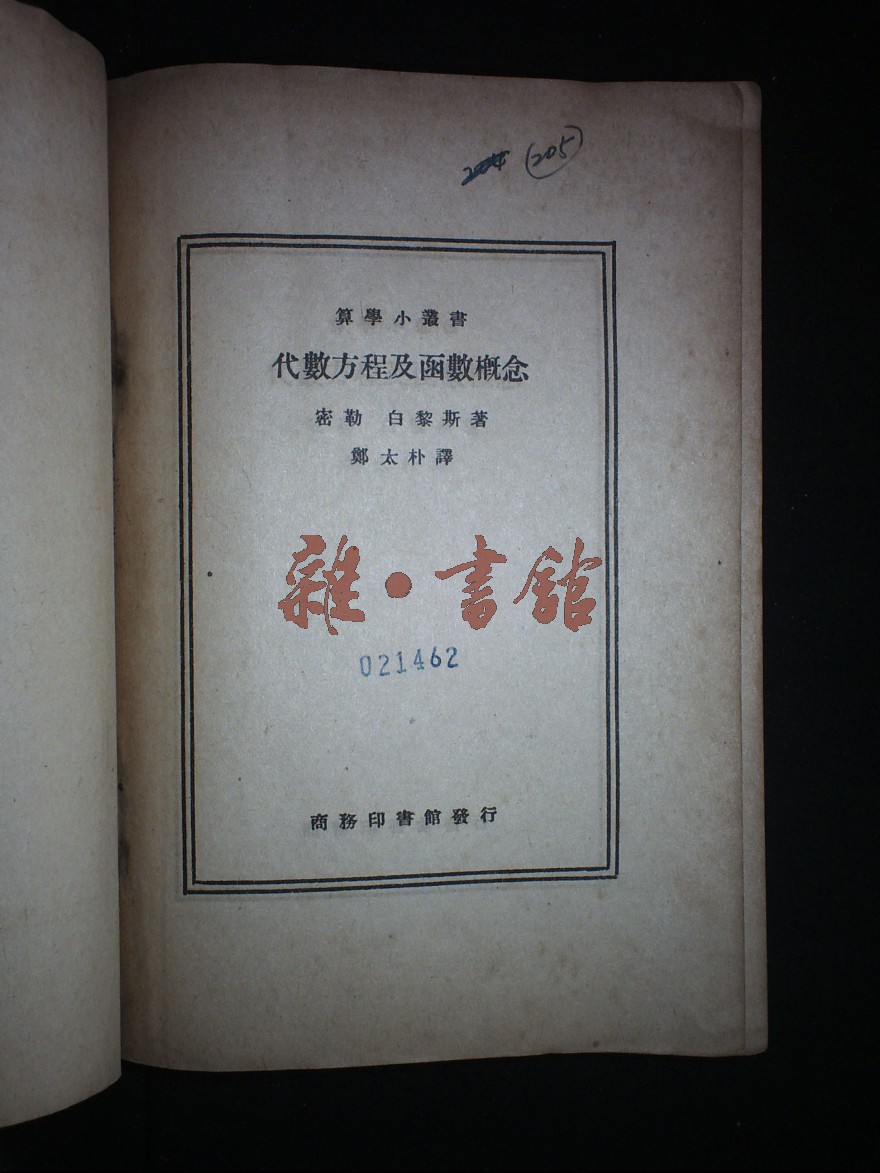 (205)
算學小叢書
代數方程及函數概念
密勒 白黎斯著
鄭太朴譯
雜·書館
021462
商務印書館發行